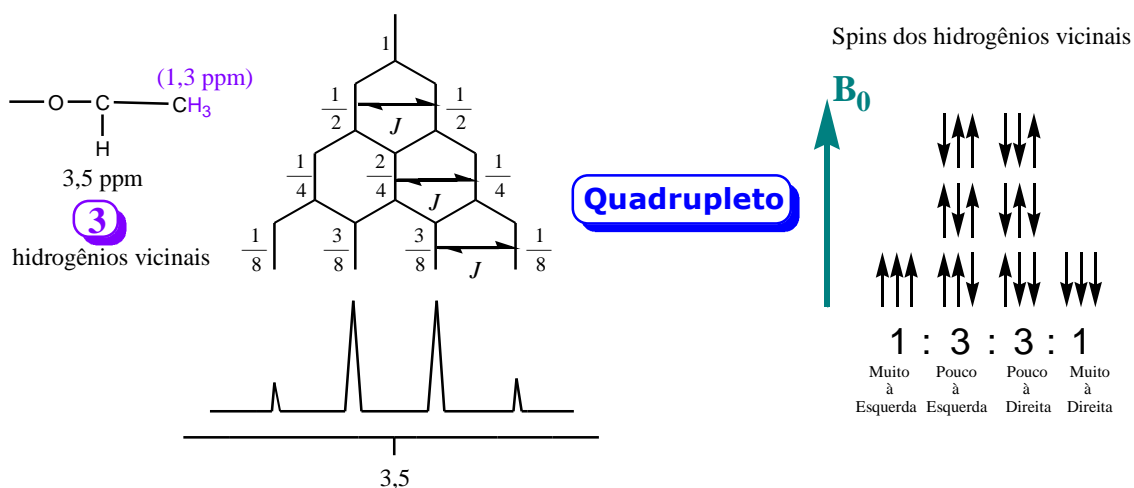 (1,3 ppm)
O C CH3
H
3,5 ppm
3
hidrogênios vicinais
1
1/2 1/2
J
1/4 2/4 1/4
J
1/8 3/8 3/8 1/8
J
3,5
Quadrupleto
Spins dos hidrogênios vicinais
B0
1 : 3 : 3 : 1
Muito à Esquerda
Pouco à Esquerda
Pouco à Direita
Muito à Direita